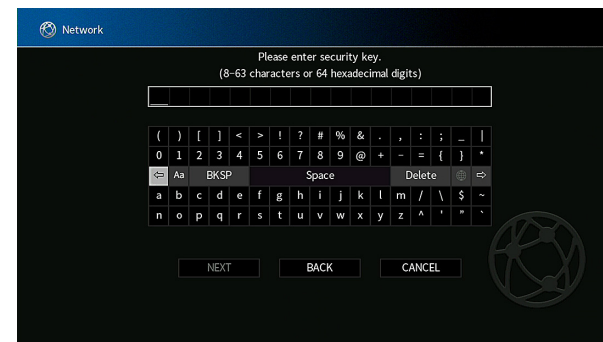 Network
Please enter security key.
(8-63 characters or 64 hexadecimal digits)
( ) [ ] < > ! ? # % & . , : ; _ |
0 1 2 3 4 5 6 7 8 9 @ + - = { } *
⇦ Aa BKSP Space Delete ⇨
a b c d e f g h i j k l m / \ $ ~
n o p q r s t u v w x y z ^ ' " `
NEXT BACK CANCEL